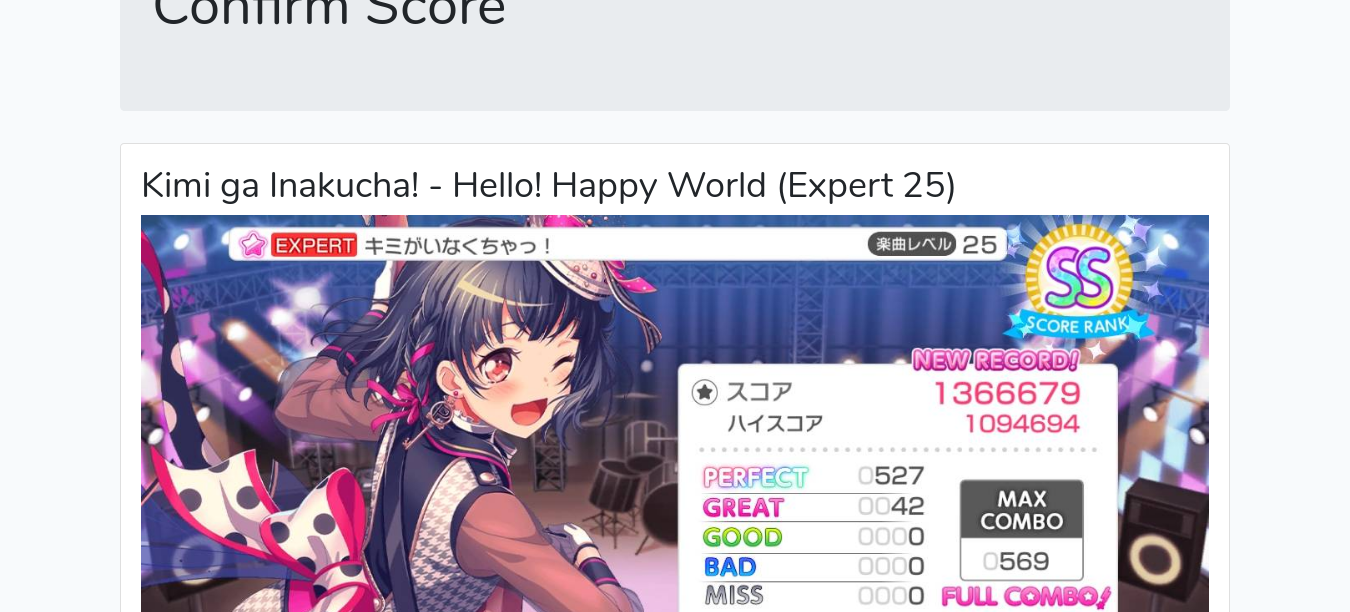 Confirm Score
Kimi ga Inakucha! - Hello! Happy World (Expert 25)
EXPERT キミがいなくちゃっ！ 楽曲レベル 25
SS
SCORE RANK
NEW RECORD!
スコア 1366679
ハイスコア 1094694
PERFECT 0527
GREAT 0042
GOOD 0000
BAD 0000
MISS 0000
MAX
COMBO
0569
FULL COMBO!